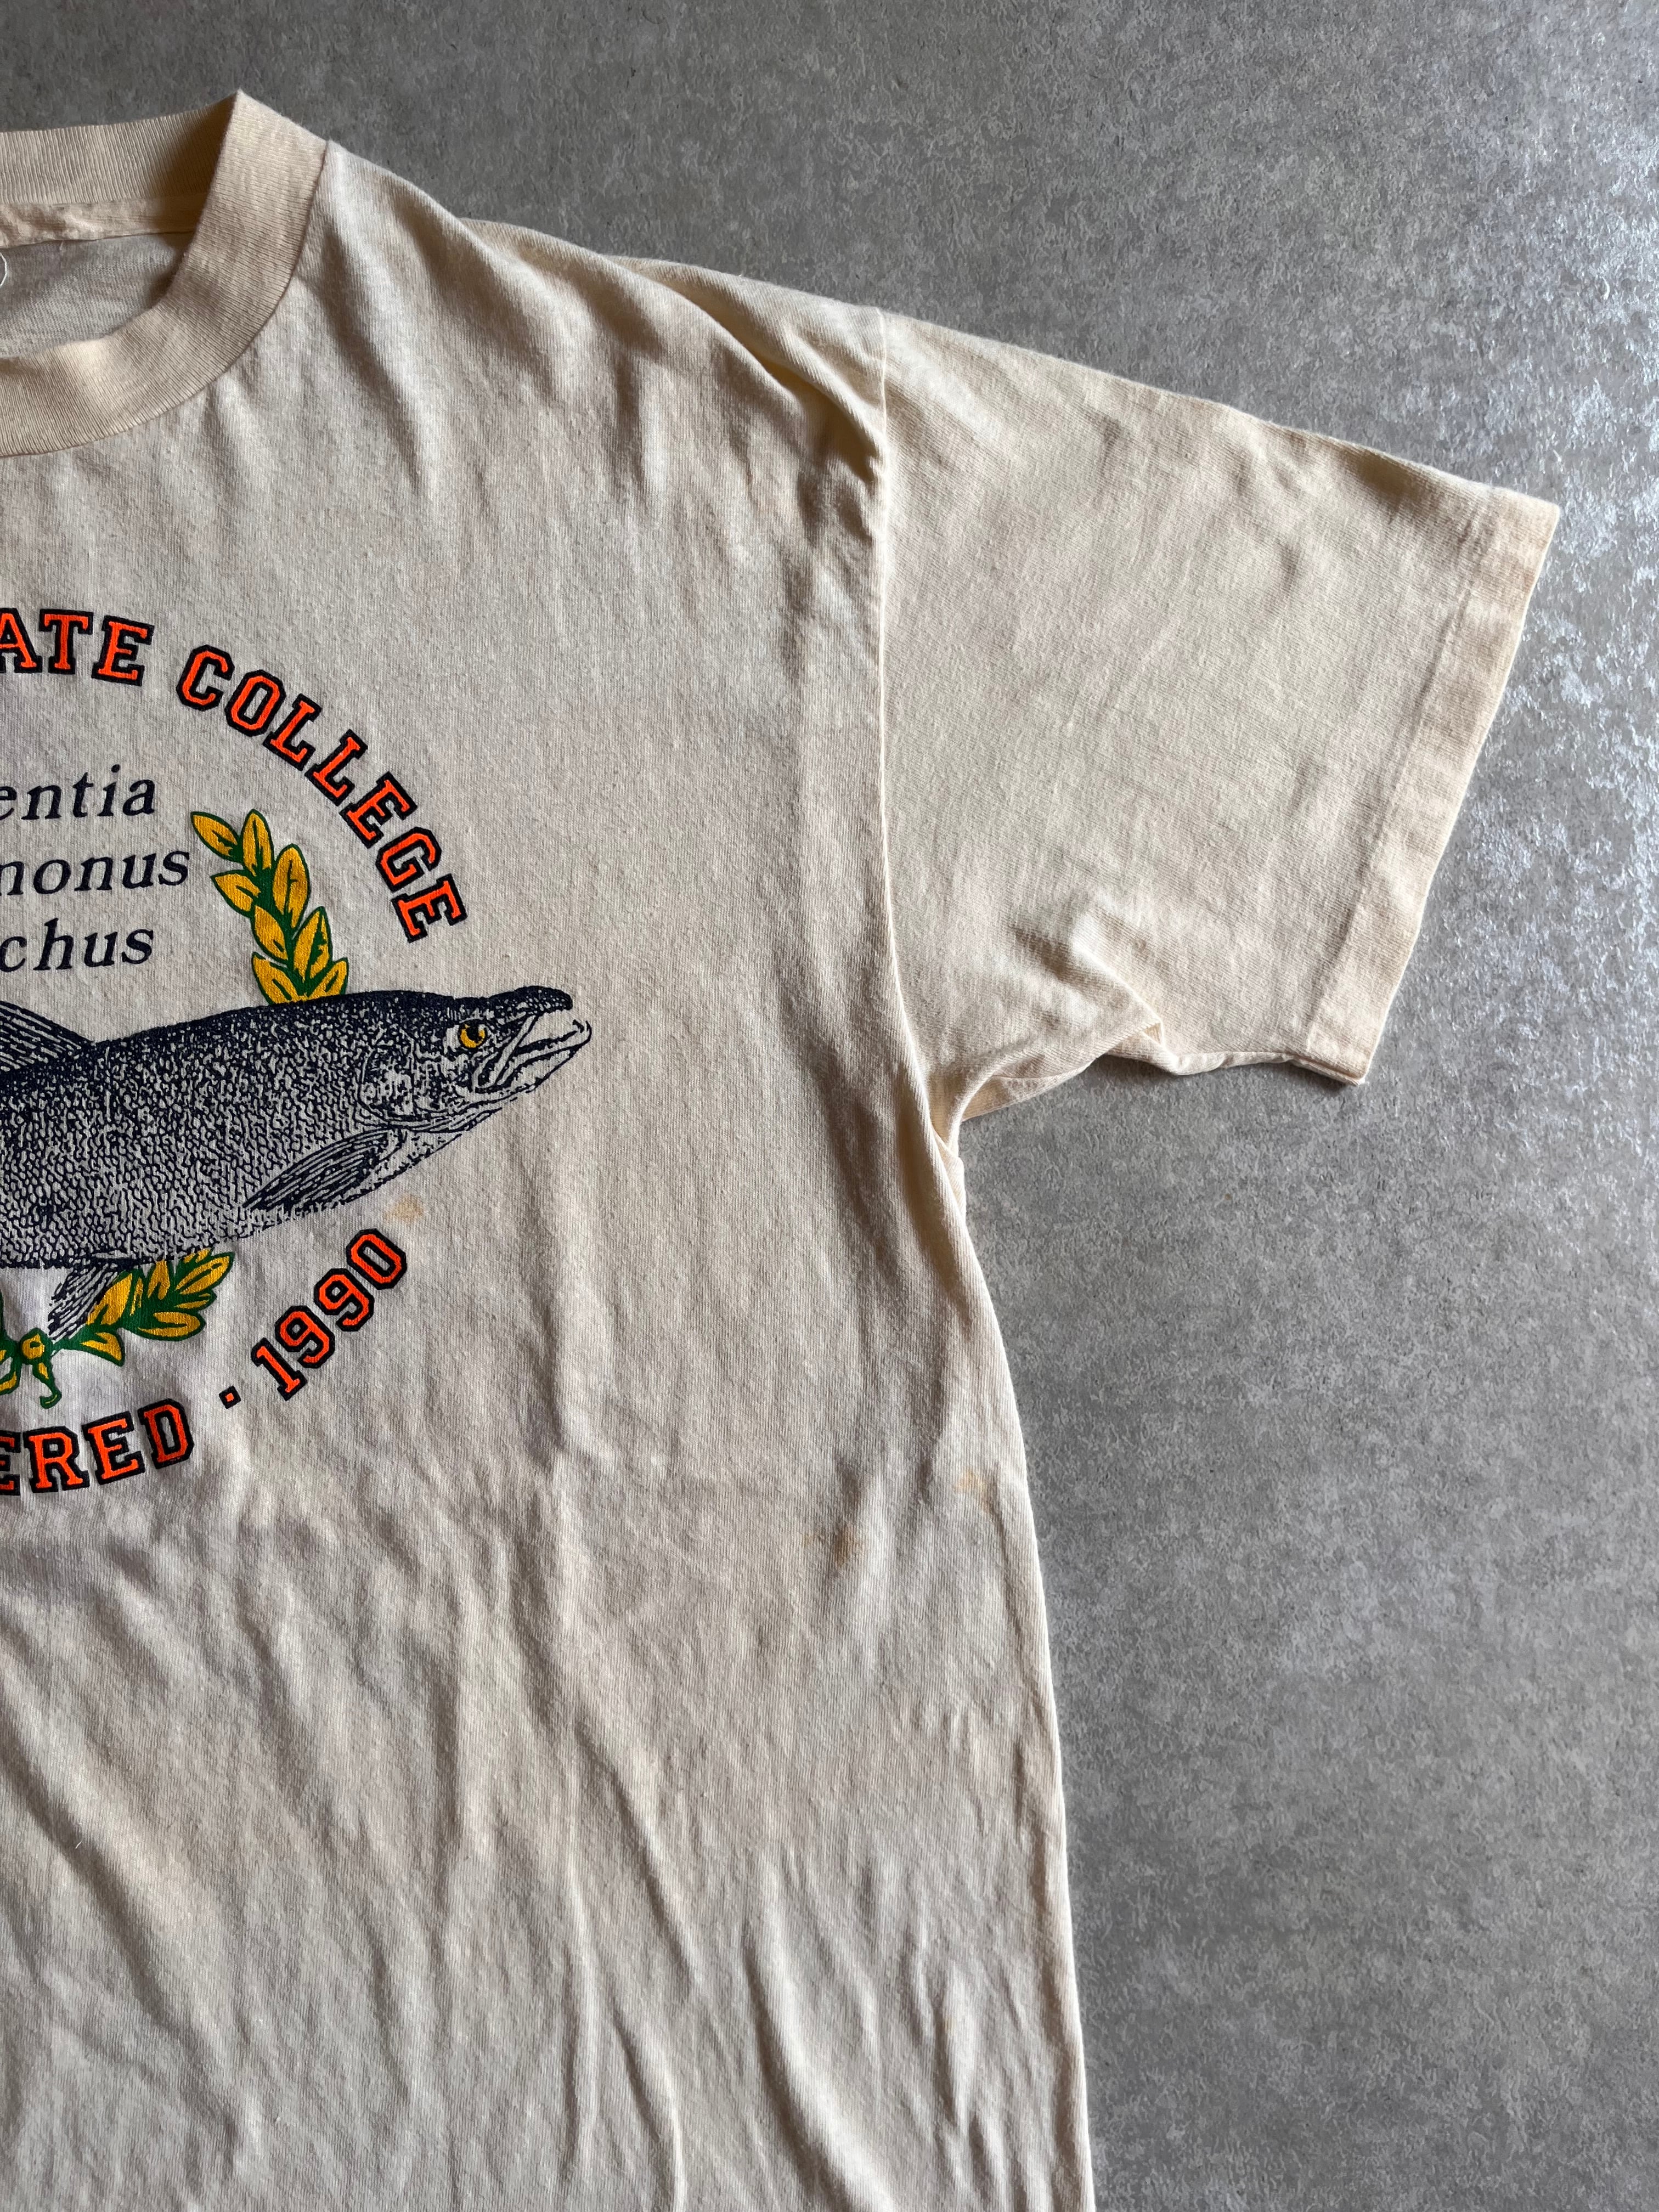 ATE COLLEGE
entia
monus
chus
ERED · 1990